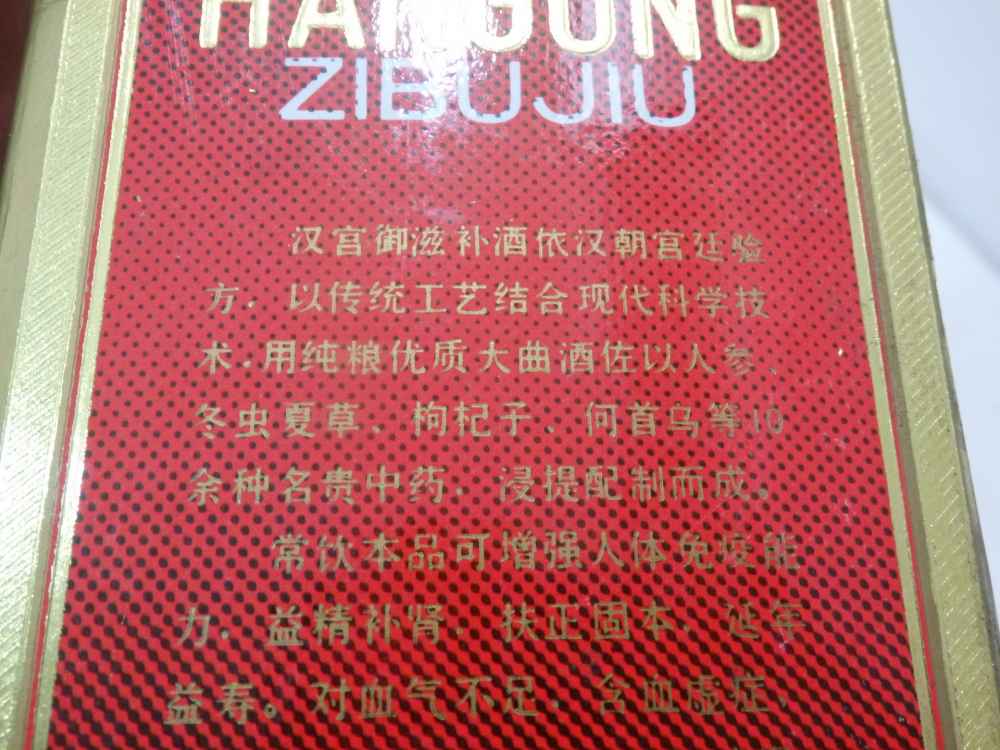 HANGONG
ZIBUJIU
汉宫御滋补酒依汉朝宫廷验
方，以传统工艺结合现代科学技
术，用纯粮优质大曲酒佐以人参、
冬虫夏草、枸杞子、何首乌等10
余种名贵中药，浸提配制而成。
常饮本品可增强人体免疫能
力，益精补肾，扶正固本，延年
益寿。对血气不足，含血虚症，